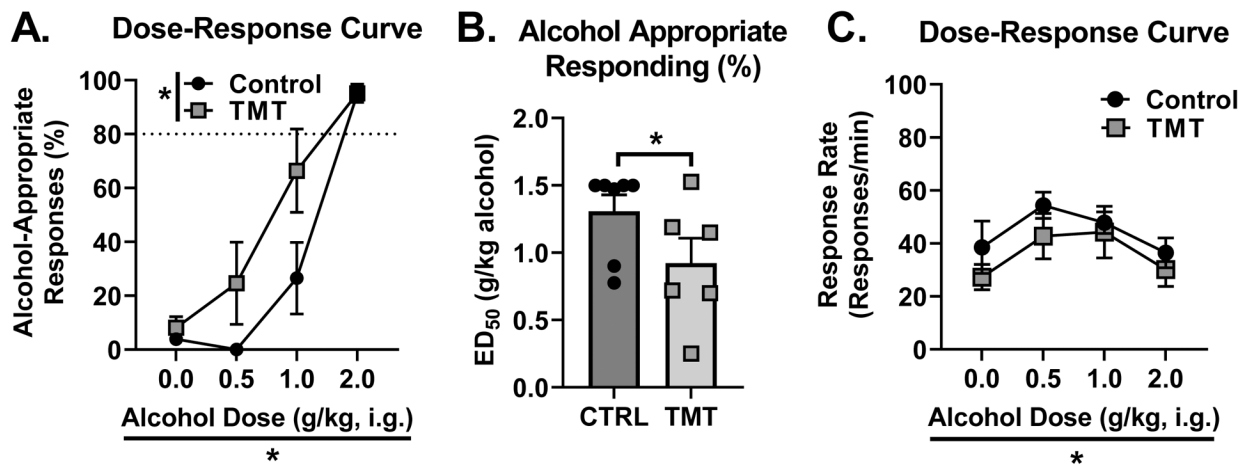 A.
Dose-Response Curve
Alcohol-Appropriate
Responses (%)
100
80
60
40
20
0
*
Control
TMT
0.0 0.5 1.0 2.0
Alcohol Dose (g/kg, i.g.)
*
B.
Alcohol Appropriate
Responding (%)
ED50 (g/kg alcohol)
2.0
1.5
1.0
0.5
0.0
*
CTRL TMT
C.
Dose-Response Curve
Response Rate
(Responses/min)
100
80
60
40
20
0
Control
TMT
0.0 0.5 1.0 2.0
Alcohol Dose (g/kg, i.g.)
*